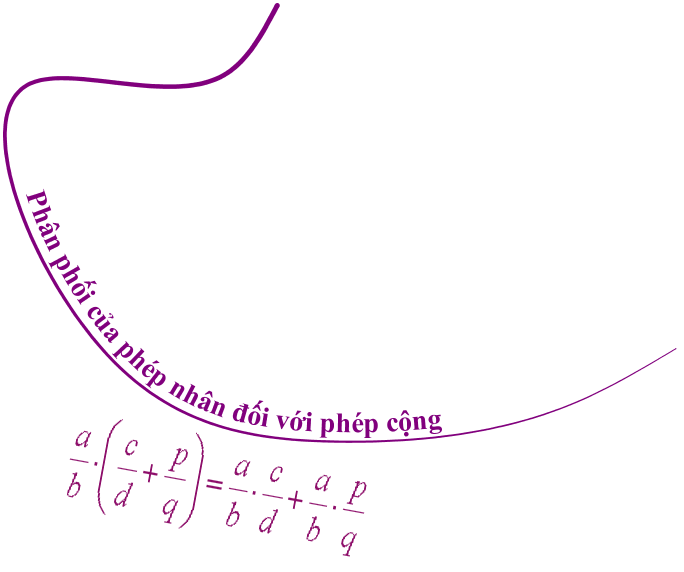 Phân phối của phép nhân đối với phép cộng
a/b · (c/d + p/q) = a/b · c/d + a/b · p/q